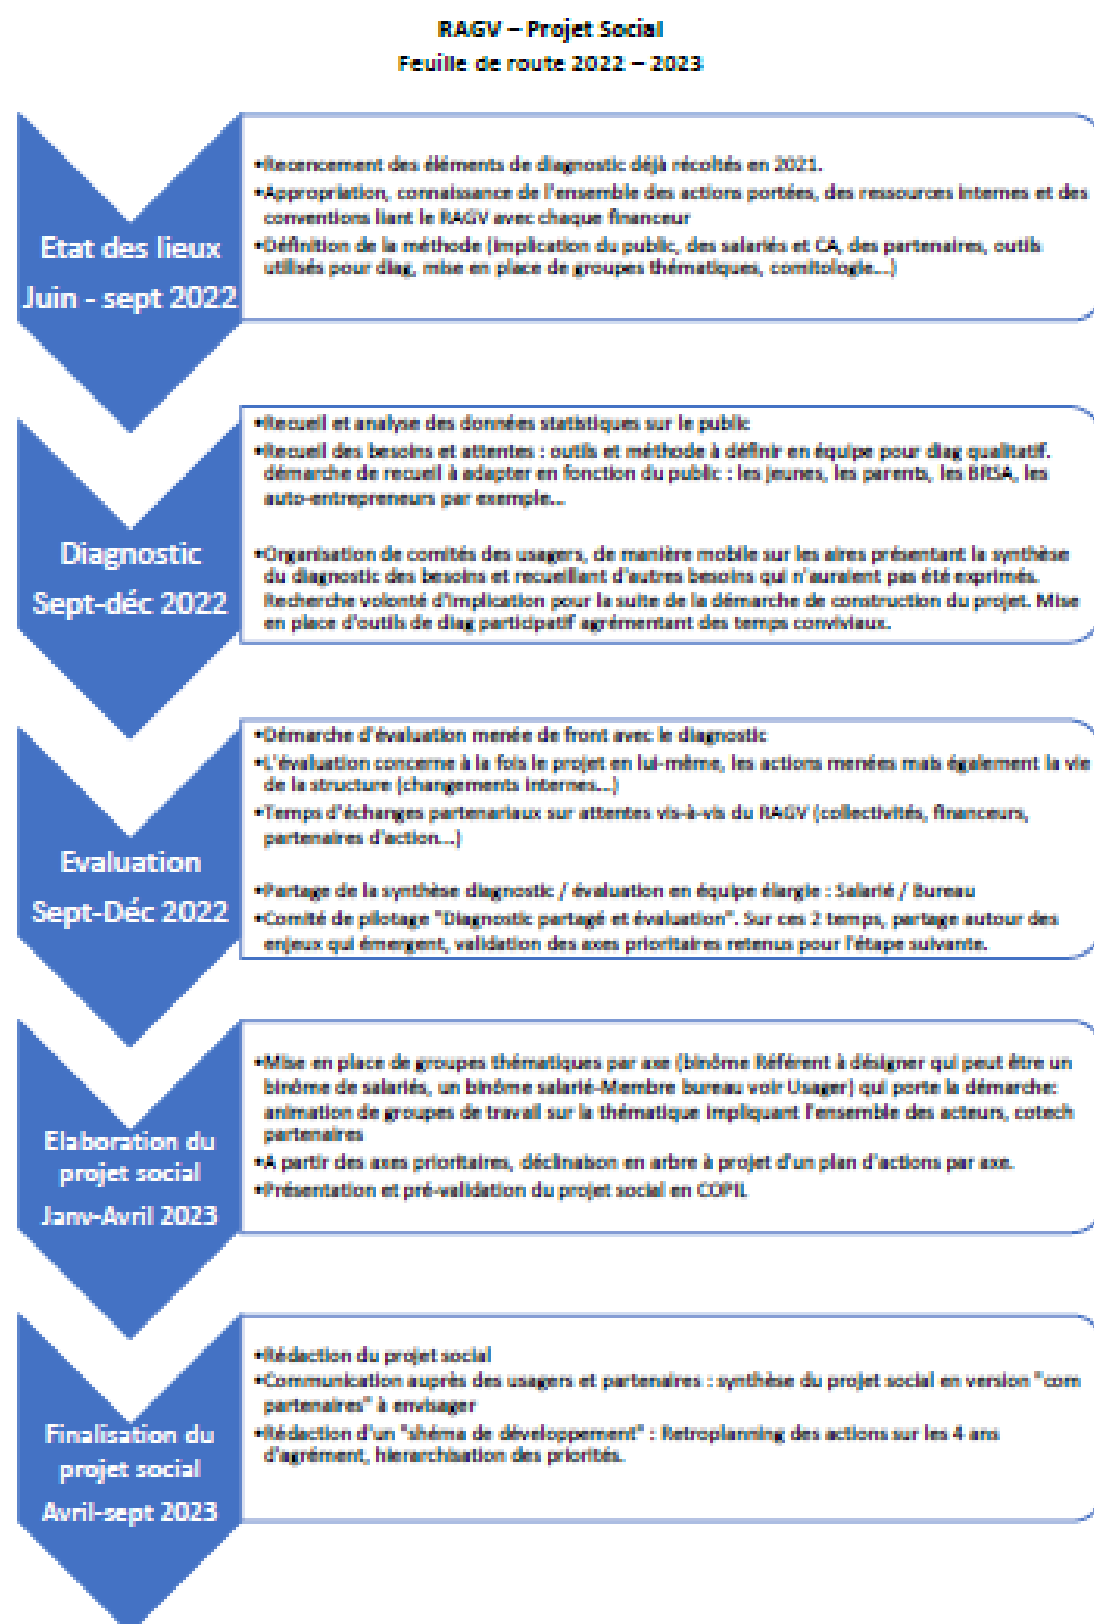 RAGV – Projet Social
Feuille de route 2022 – 2023
Etat des lieux
Juin - sept 2022
•Recencement des éléments de diagnostic déjà récoltés en 2021.
•Appropriation, connaissance de l'ensemble des actions portées, des ressources internes et des
conventions liant le RAGV avec chaque financeur
•Définition de la méthode (implication du public, des salariés et CA, des partenaires, outils
utilisés pour diag, mise en place de groupes thématiques, comitologie...)
Diagnostic
Sept-déc 2022
•Recueil et analyse des données statistiques sur le public
•Recueil des besoins et attentes : outils et méthode à définir en équipe pour diag qualitatif.
démarche de recueil à adapter en fonction du public : les jeunes, les parents, les BRSA, les
auto-entrepreneurs par exemple...
•Organisation de comités des usagers, de manière mobile sur les aires présentant la synthèse
du diagnostic des besoins et recueillant d'autres besoins qui n'auraient pas été exprimés.
Recherche volonté d'implication pour la suite de la démarche de construction du projet. Mise
en place d'outils de diag participatif agrémentant des temps conviviaux.
Evaluation
Sept-Déc 2022
•Démarche d'évaluation menée de front avec le diagnostic
•L'évaluation concerne à la fois le projet en lui-même, les actions menées mais également la vie
de la structure (changements internes...)
•Temps d'échanges partenariaux sur attentes vis-à-vis du RAGV (collectivités, financeurs,
partenaires d'action...)
•Partage de la synthèse diagnostic / évaluation en équipe élargie : Salarié / Bureau
•Comité de pilotage "Diagnostic partagé et évaluation". Sur ces 2 temps, partage autour des
enjeux qui émergent, validation des axes prioritaires retenus pour l'étape suivante.
Elaboration du
projet social
Janv-Avril 2023
•Mise en place de groupes thématiques par axe (binôme Référent à désigner qui peut être un
binôme de salariés, un binôme salarié-Membre bureau voir Usager) qui porte la démarche:
animation de groupes de travail sur la thématique impliquant l'ensemble des acteurs, cotech
partenaires
•A partir des axes prioritaires, déclinaison en arbre à projet d'un plan d'actions par axe.
•Présentation et pré-validation du projet social en COPIL
Finalisation du
projet social
Avril-sept 2023
•Rédaction du projet social
•Communication auprès des usagers et partenaires : synthèse du projet social en version "com
partenaires" à envisager
•Rédaction d'un "shéma de développement" : Retroplanning des actions sur les 4 ans
d'agrément, hierarchisation des priorités.